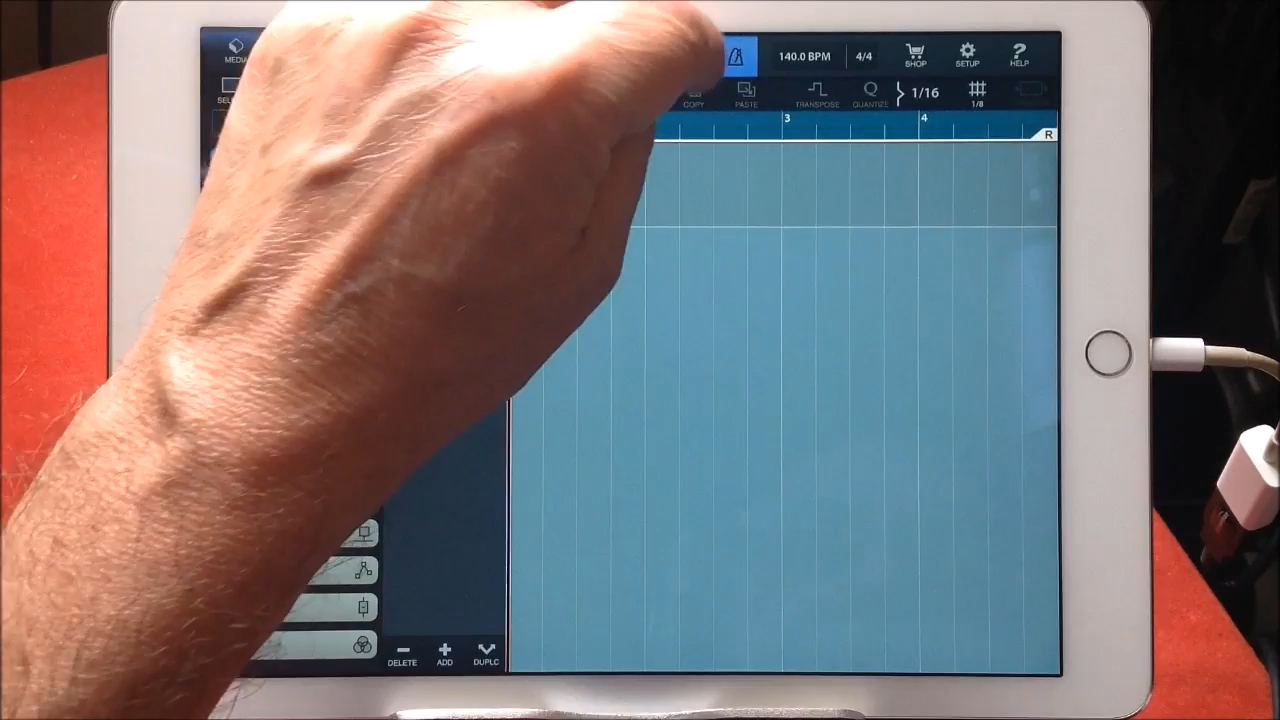 MEDIA
140.0 BPM
4/4
SHOP
SETUP
HELP
COPY
PASTE
TRANSPOSE
QUANTIZE
1/16
1/8
3
4
R
DELETE
ADD
DUPLC